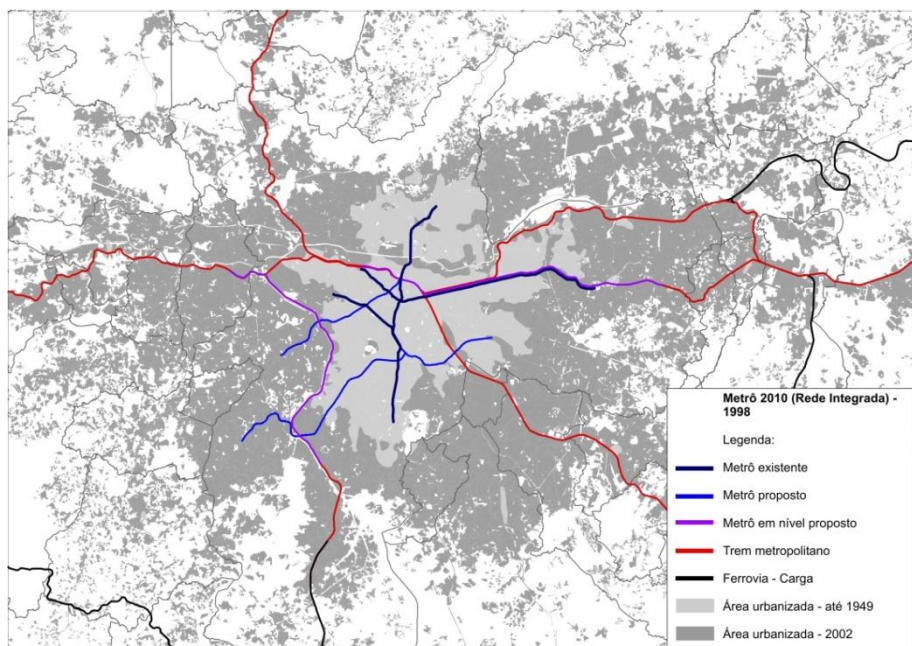 Metrô 2010 (Rede Integrada) -
1998
Legenda:
Metrô existente
Metrô proposto
Metrô em nível proposto
Trem metropolitano
Ferrovia - Carga
Área urbanizada - até 1949
Área urbanizada - 2002